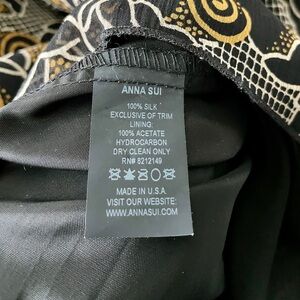 ANNA SUI
100% SILK
EXCLUSIVE OF TRIM
LINING:
100% ACETATE
HYDROCARBON
DRY CLEAN ONLY
RN# 8212149
MADE IN U.S.A.
VISIT OUR WEBSITE:
WWW.ANNASUI.COM